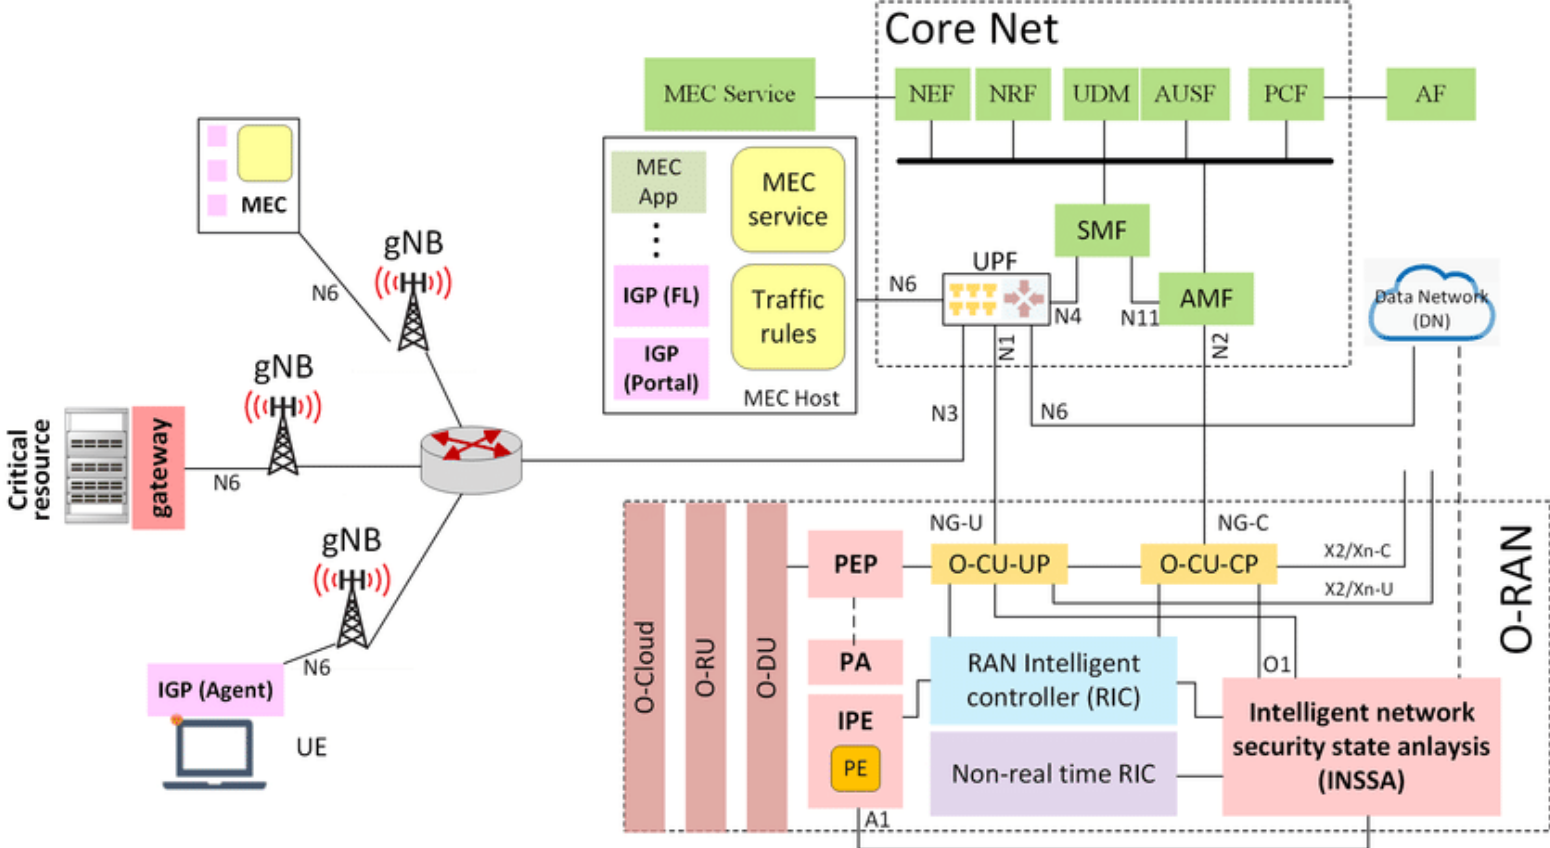 Core Net
MEC Service
NEF
NRF
UDM
AUSF
PCF
AF
MEC
App
MEC
service
IGP (FL)
Traffic
rules
IGP
(Portal)
MEC Host
MEC
gNB
N6
gNB
Critical
resource
gateway
N6
gNB
N6
IGP (Agent)
UE
SMF
UPF
AMF
N6
N4
N11
N1
N2
N3
N6
Data Network
(DN)
O-RAN
NG-U
NG-C
O-Cloud
O-RU
O-DU
PEP
O-CU-UP
O-CU-CP
X2/Xn-C
X2/Xn-U
PA
RAN Intelligent
controller (RIC)
O1
IPE
PE
Non-real time RIC
Intelligent network
security state anlaysis
(INSSA)
A1